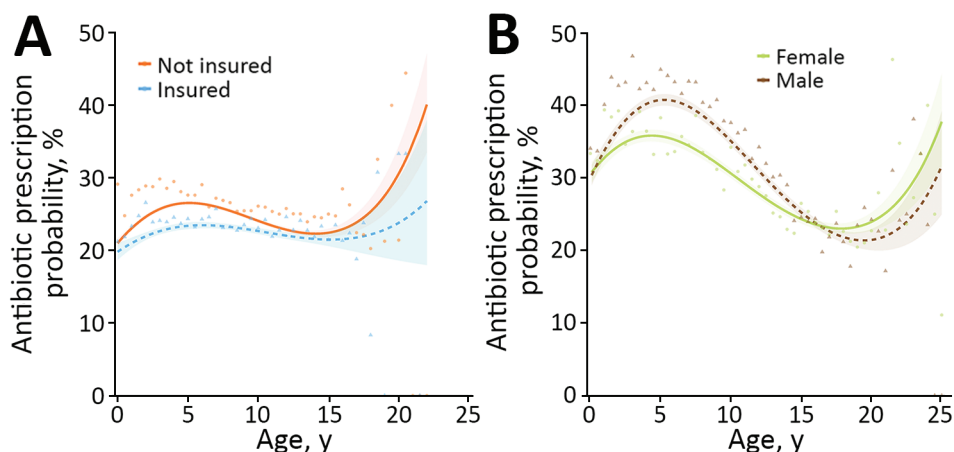 A
Antibiotic prescription
probability, %
50
40
30
20
10
0
Not insured
Insured
0 5 10 15 20 25
Age, y
B
Antibiotic prescription
probability, %
50
40
30
20
10
0
Female
Male
0 5 10 15 20 25
Age, y